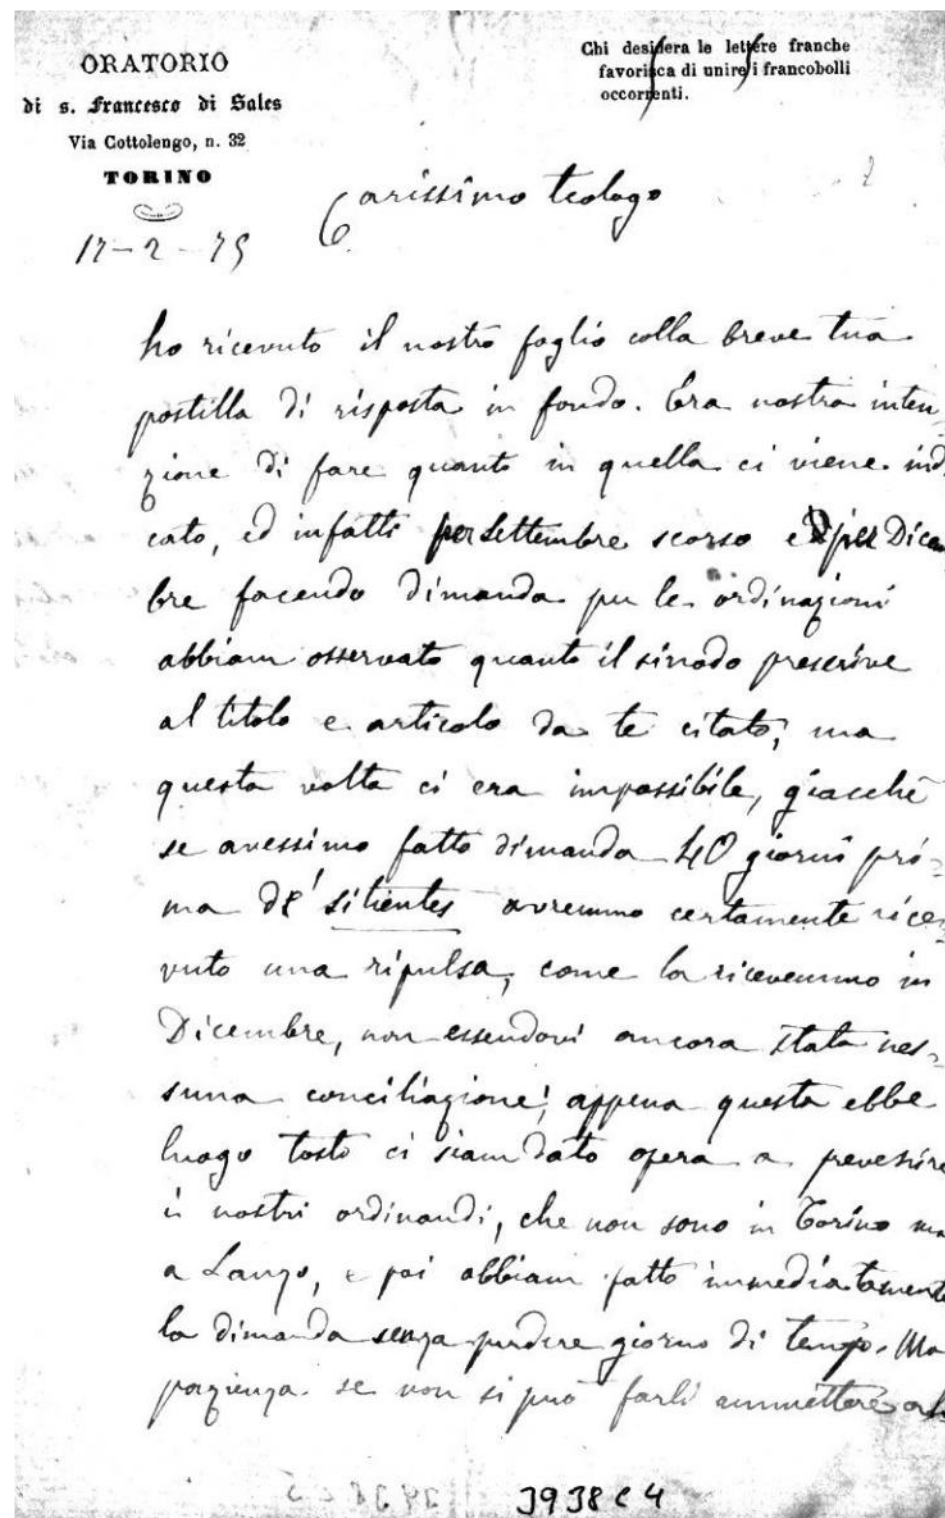 ORATORIO
di s. Francesco di Sales
Via Cottolengo, n. 32
TORINO
Chi desidera le lettere franche
favorisca di unire i francobolli
occorrenti.
17-2-75
Carissimo teologo
ho ricevuto il nostro foglio colla breve tua
postilla di risposta in fondo. Era nostra inten=
zione di fare quanto in quella ci viene indi
cato, ed infatti per Settembre scorso e per Dicem
bre facendo dimanda per le ordinazioni
abbiam osservato quanto il sinodo prescrive
al titolo e articolo da te citato; ma
questa volta ci era impossibile, giacchè
se avessimo fatto dimanda 40 giorni pri=
ma de' sitientes avremmo certamente rice=
vuto una ripulsa, come la ricevemmo in
Dicembre, non essendovi ancora stata nes=
suna conciliazione; appena questa ebbe
luogo tosto ci siam dato opera a prevenire
i nostri ordinandi, che non sono in Torino ma
a Lanzo, e poi abbiam fatto immediatamente
la dimanda senza perdere giorno di tempo. Ma
pazienza se non si può farli ammettere
3938 C 4